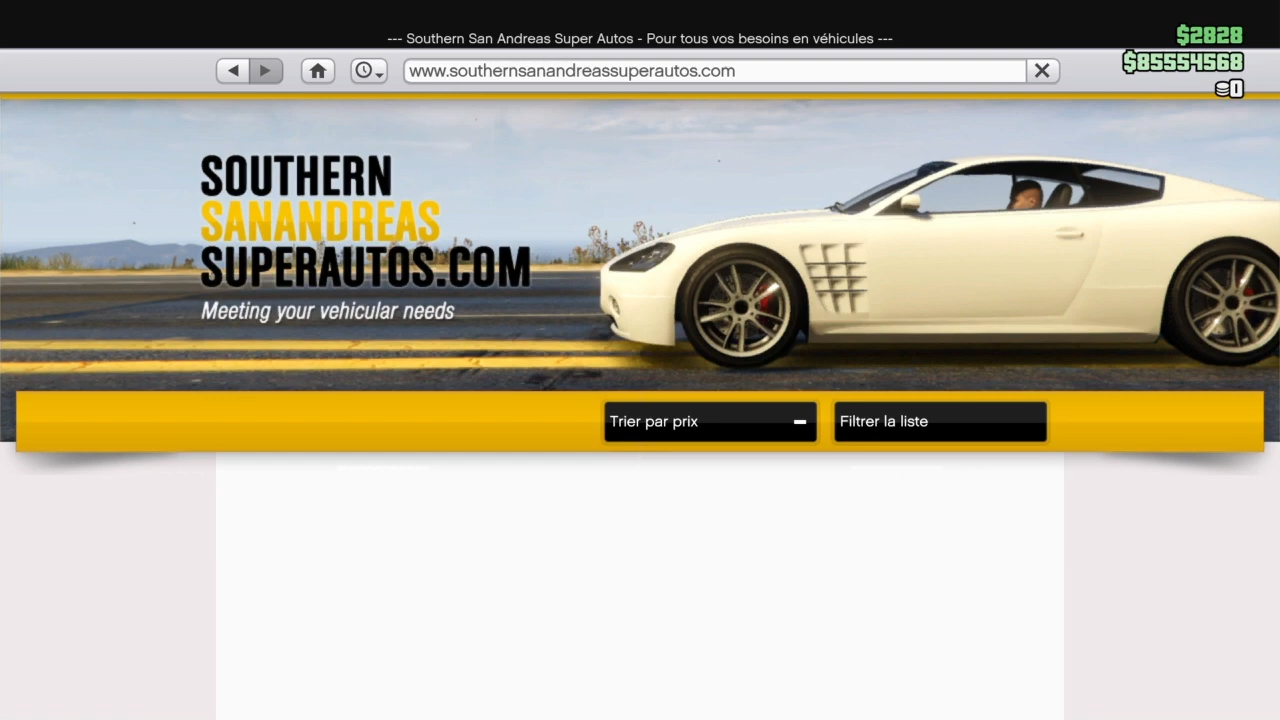 --- Southern San Andreas Super Autos - Pour tous vos besoins en véhicules ---
$2828
www.southernsanandreassuperautos.com
$85554568
0
SOUTHERN
SANANDREAS
SUPERAUTOS.COM
Meeting your vehicular needs
Trier par prix
Filtrer la liste